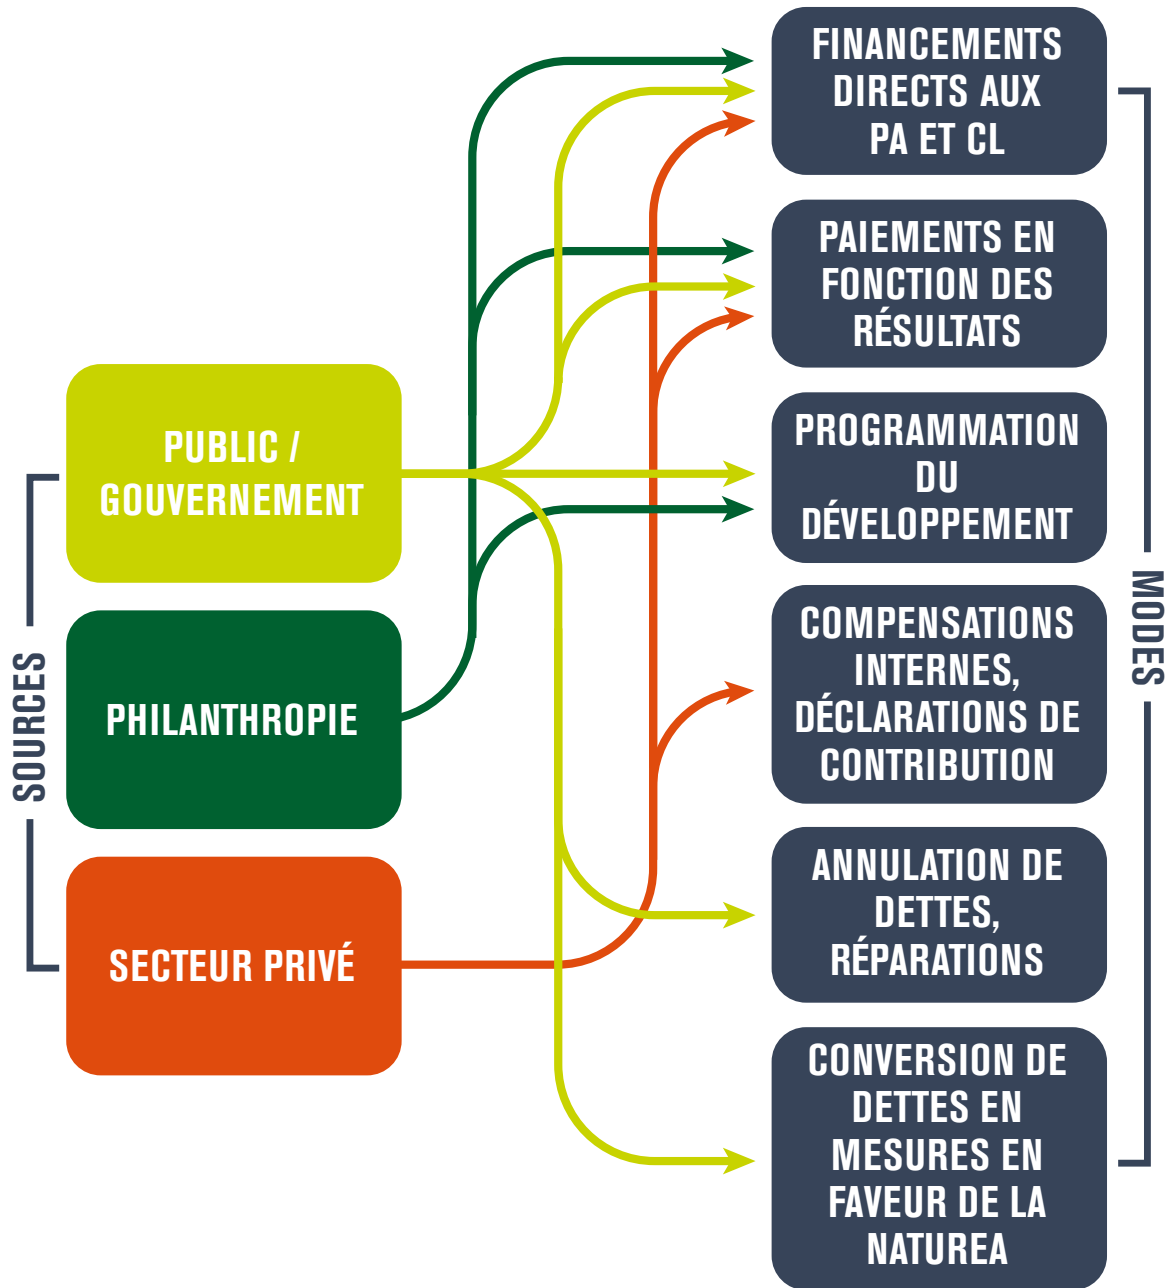 SOURCES
PUBLIC /
GOUVERNEMENT
PHILANTHROPIE
SECTEUR PRIVÉ
FINANCEMENTS
DIRECTS AUX
PA ET CL
PAIEMENTS EN
FONCTION DES
RÉSULTATS
PROGRAMMATION
DU
DÉVELOPPEMENT
COMPENSATIONS
INTERNES,
DÉCLARATIONS DE
CONTRIBUTION
ANNULATION DE
DETTES,
RÉPARATIONS
CONVERSION DE
DETTES EN
MESURES EN
FAVEUR DE LA
NATUREA
MODES